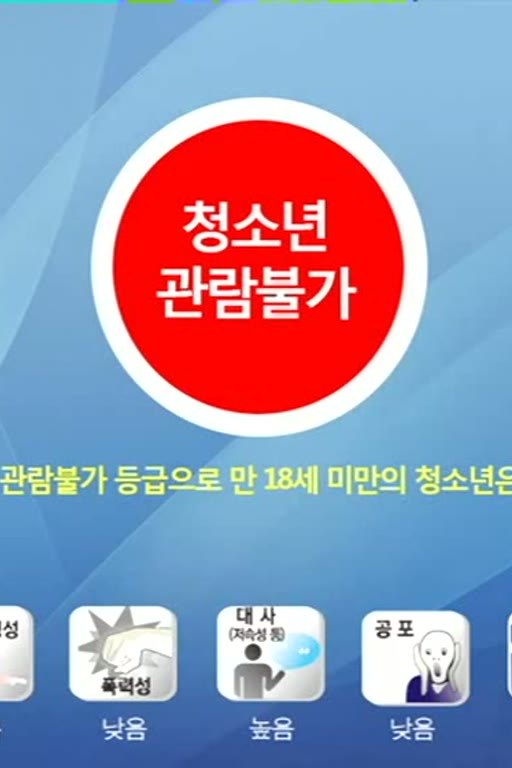 청소년
관람불가
관람불가 등급으로 만 18세 미만의 청소년은
성
폭력성
대 사
(저속성 등)
공 포
낮음
높음
낮음